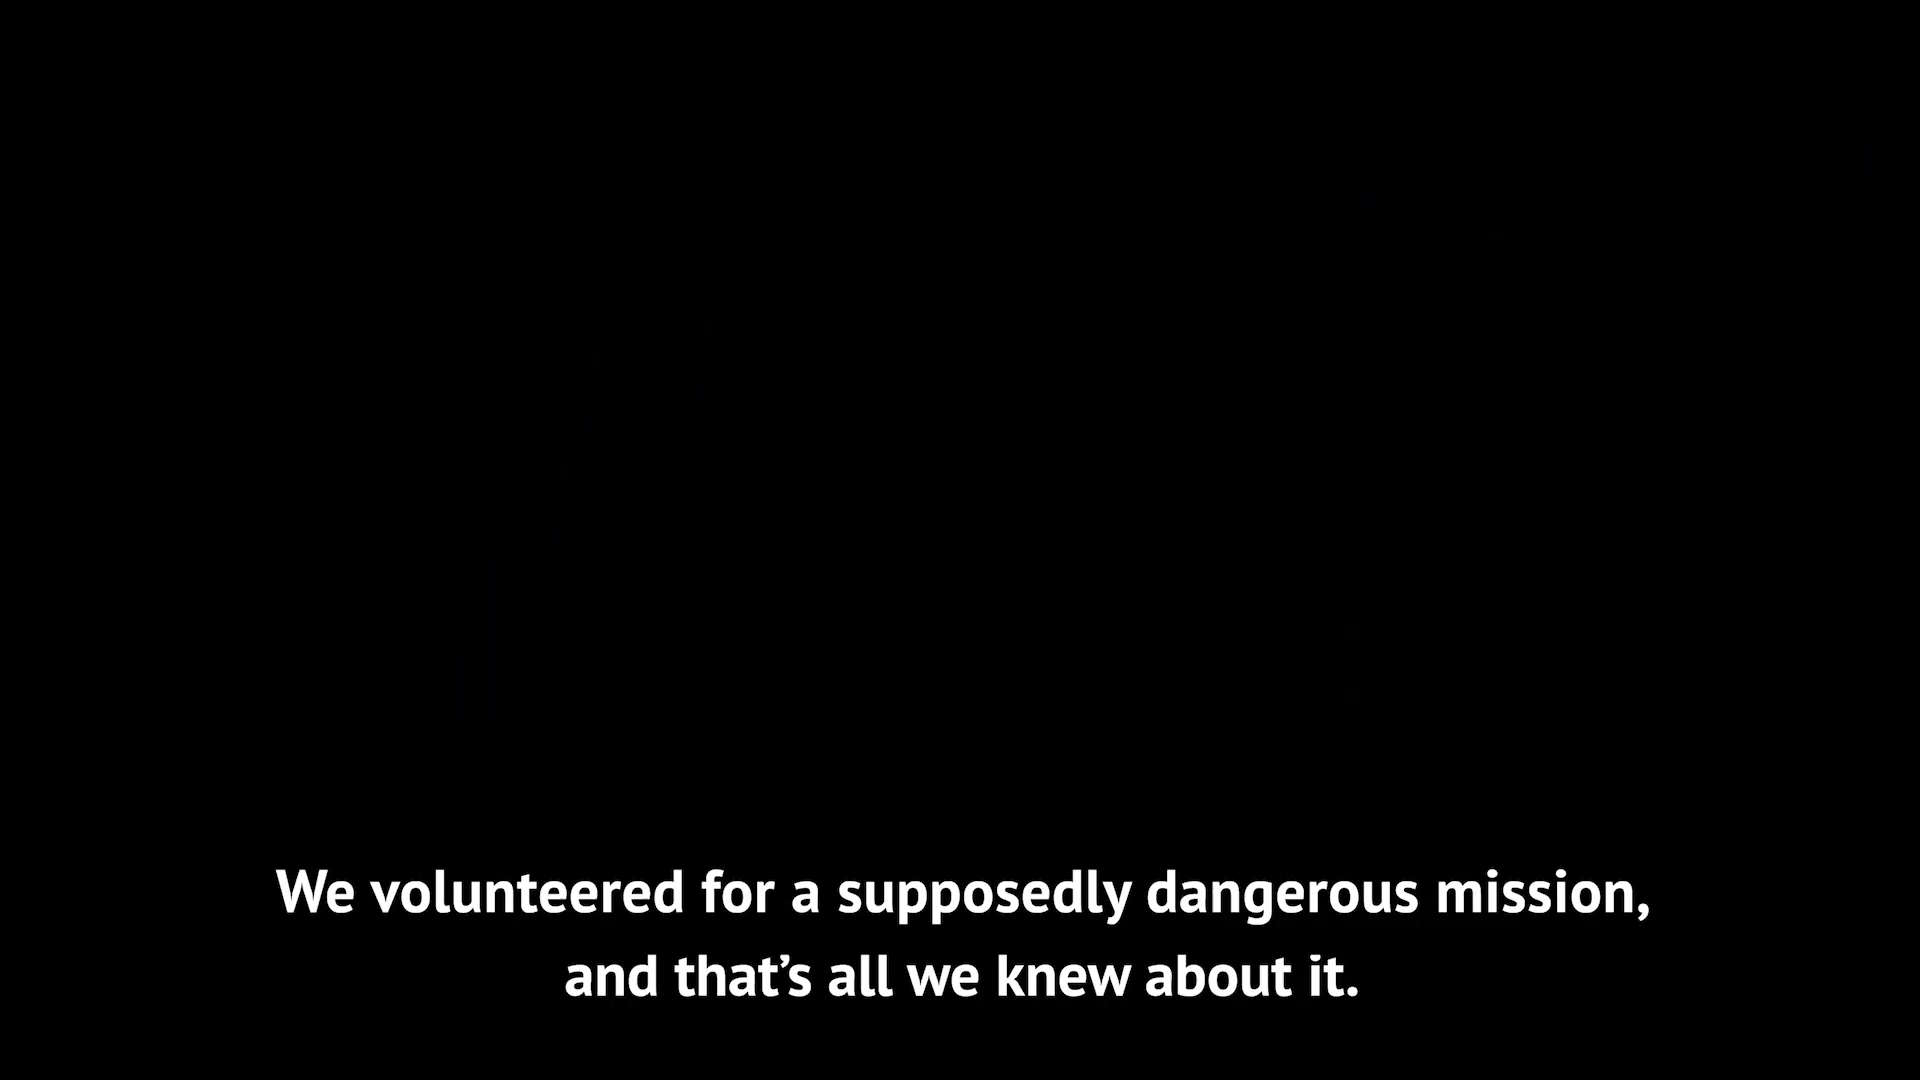 We volunteered for a supposedly dangerous mission,
and that’s all we knew about it.